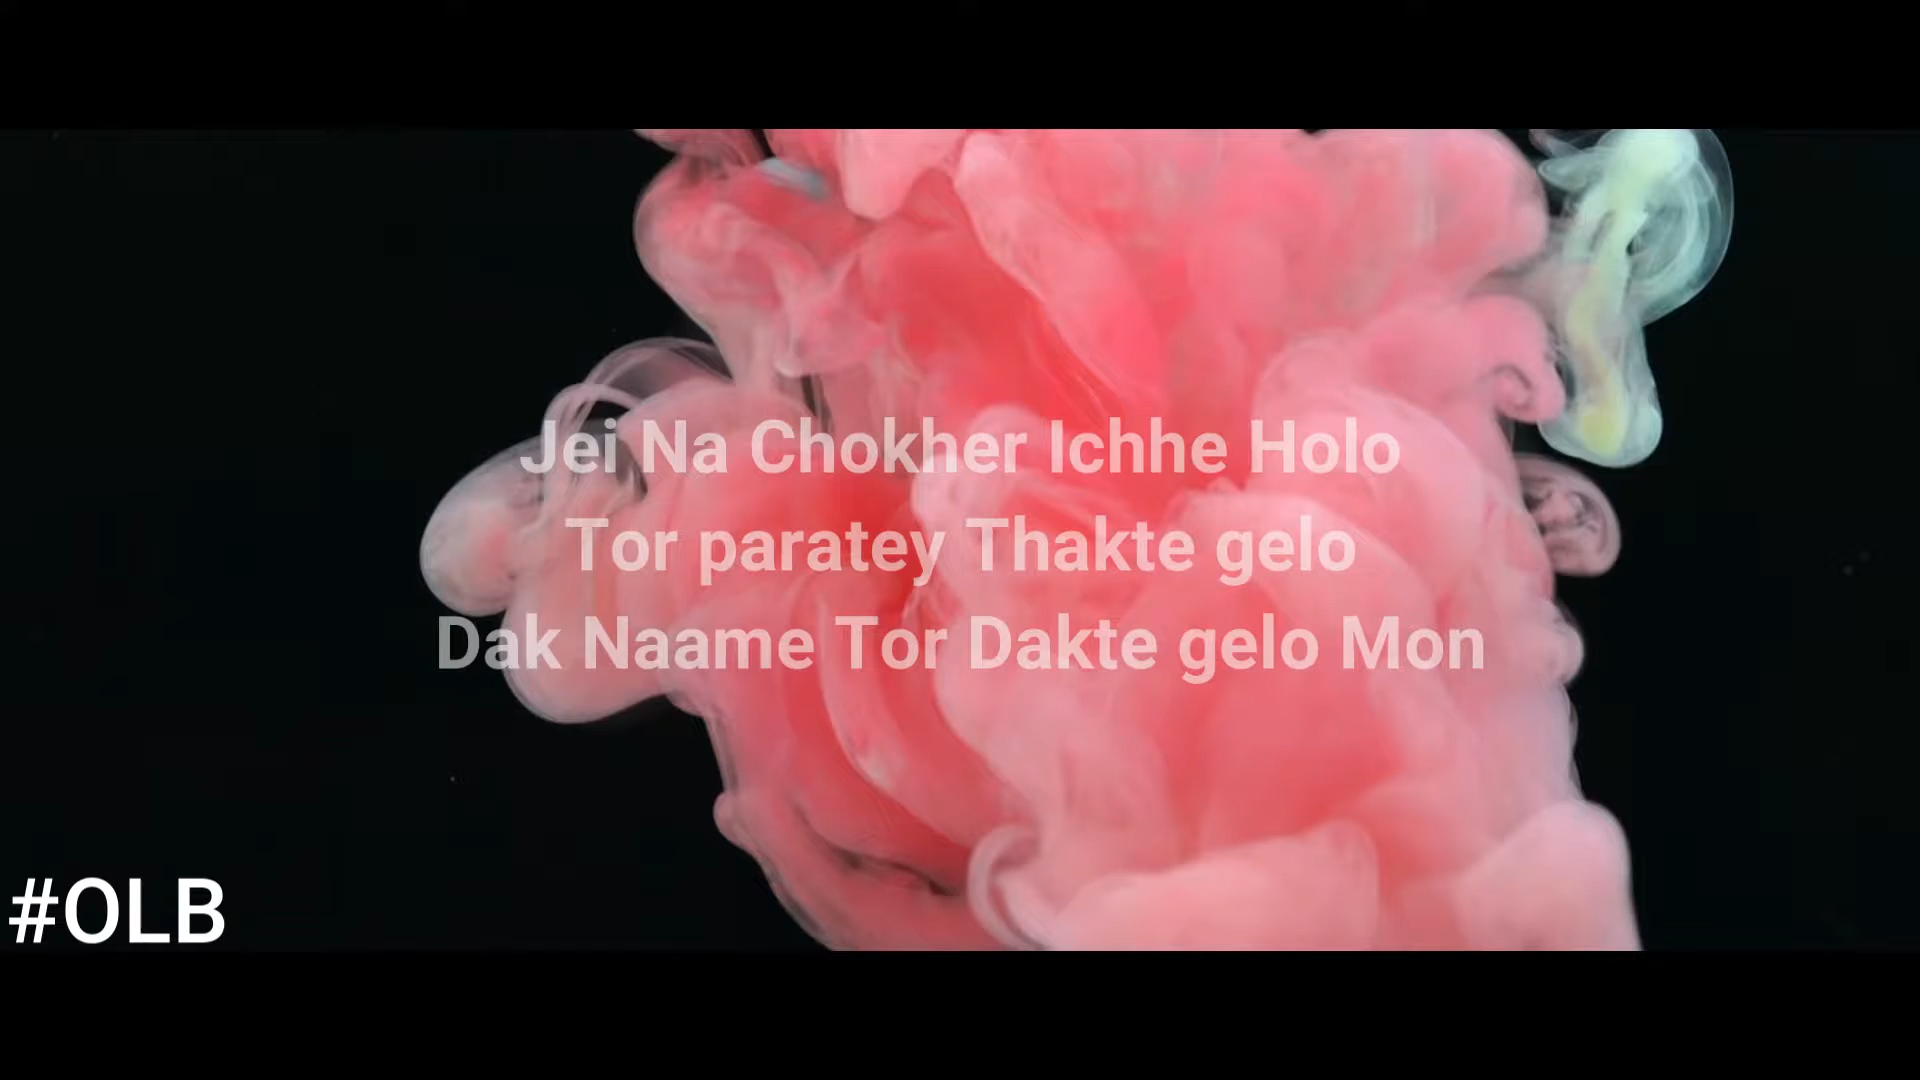 Jei Na Chokher Ichhe Holo
Tor paratey Thakte gelo
Dak Naame Tor Dakte gelo Mon
#OLB